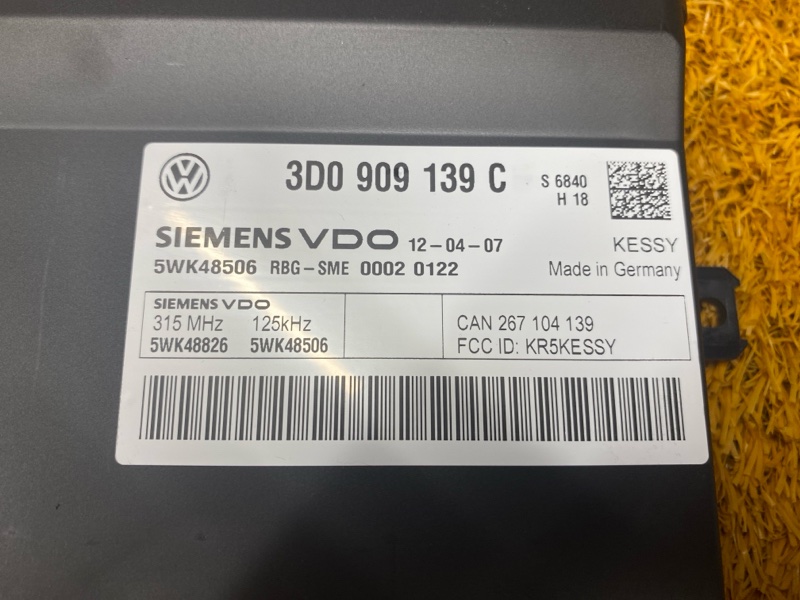 3D0 909 139 C S 6840
H 18
SIEMENS VDO 12-04-07 KESSY
5WK48506 RBG-SME 0002 0122 Made in Germany
SIEMENS VDO
315 MHz 125kHz CAN 267 104 139
5WK48826 5WK48506 FCC ID: KR5KESSY